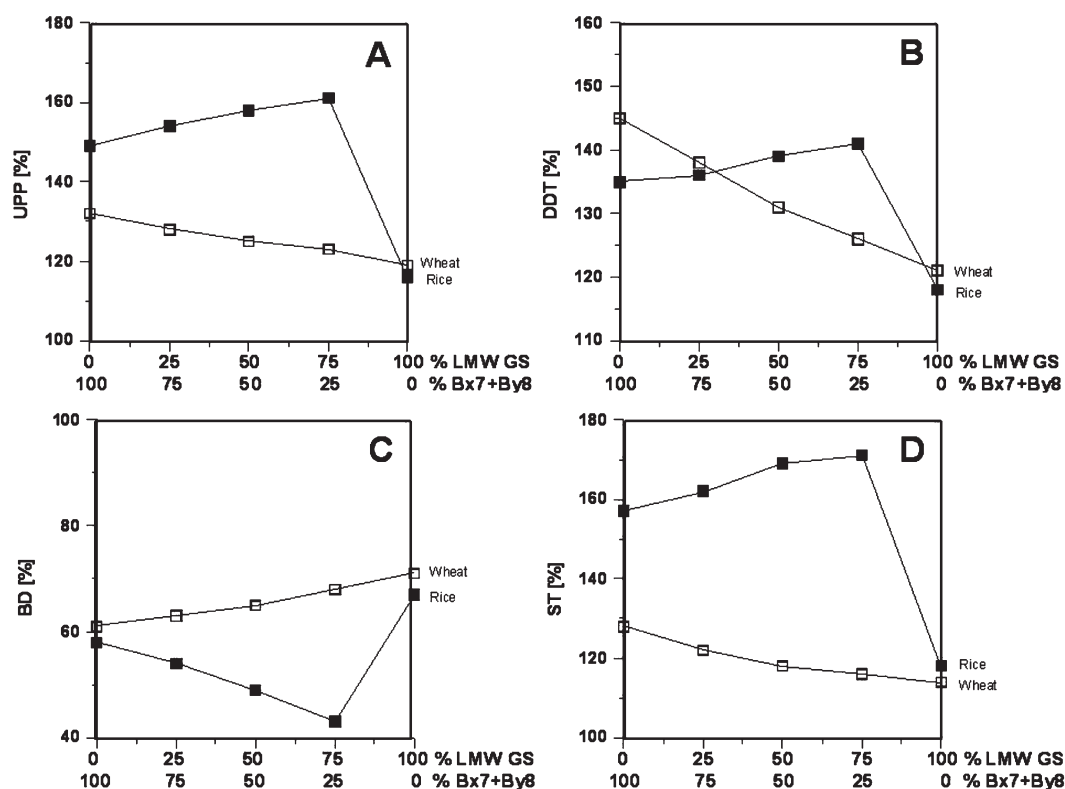 A
UPP [%]
180
160
140
120
100
Wheat
Rice
0 25 50 75 100 % LMW GS
100 75 50 25 0 % Bx7+By8
B
DDT [%]
160
150
140
130
120
110
Wheat
Rice
0 25 50 75 100 % LMW GS
100 75 50 25 0 % Bx7+By8
C
BD [%]
100
80
60
40
Wheat
Rice
0 25 50 75 100 % LMW GS
100 75 50 25 0 % Bx7+By8
D
ST [%]
180
160
140
120
100
Rice
Wheat
0 25 50 75 100 % LMW GS
100 75 50 25 0 % Bx7+By8